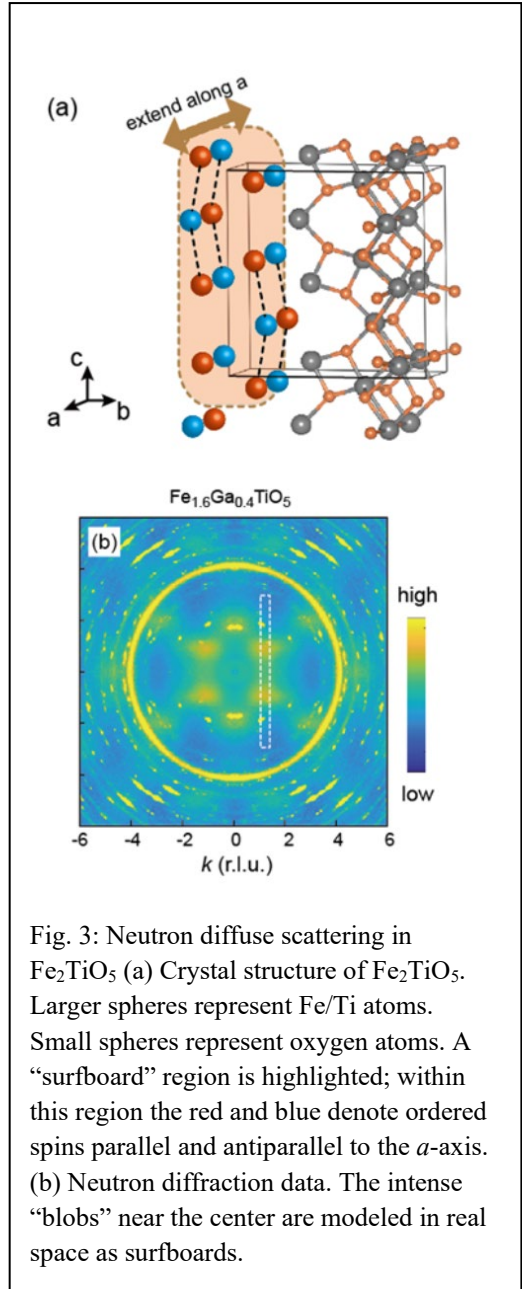 (a)
extend along a
c
a
b
Fe₁.₆Ga₀.₄TiO₅
(b)
high
low
-6 -4 -2 0 2 4 6
k (r.l.u.)
Fig. 3: Neutron diffuse scattering in
Fe₂TiO₅ (a) Crystal structure of Fe₂TiO₅.
Larger spheres represent Fe/Ti atoms.
Small spheres represent oxygen atoms. A
“surfboard” region is highlighted; within
this region the red and blue denote ordered
spins parallel and antiparallel to the a-axis.
(b) Neutron diffraction data. The intense
“blobs” near the center are modeled in real
space as surfboards.